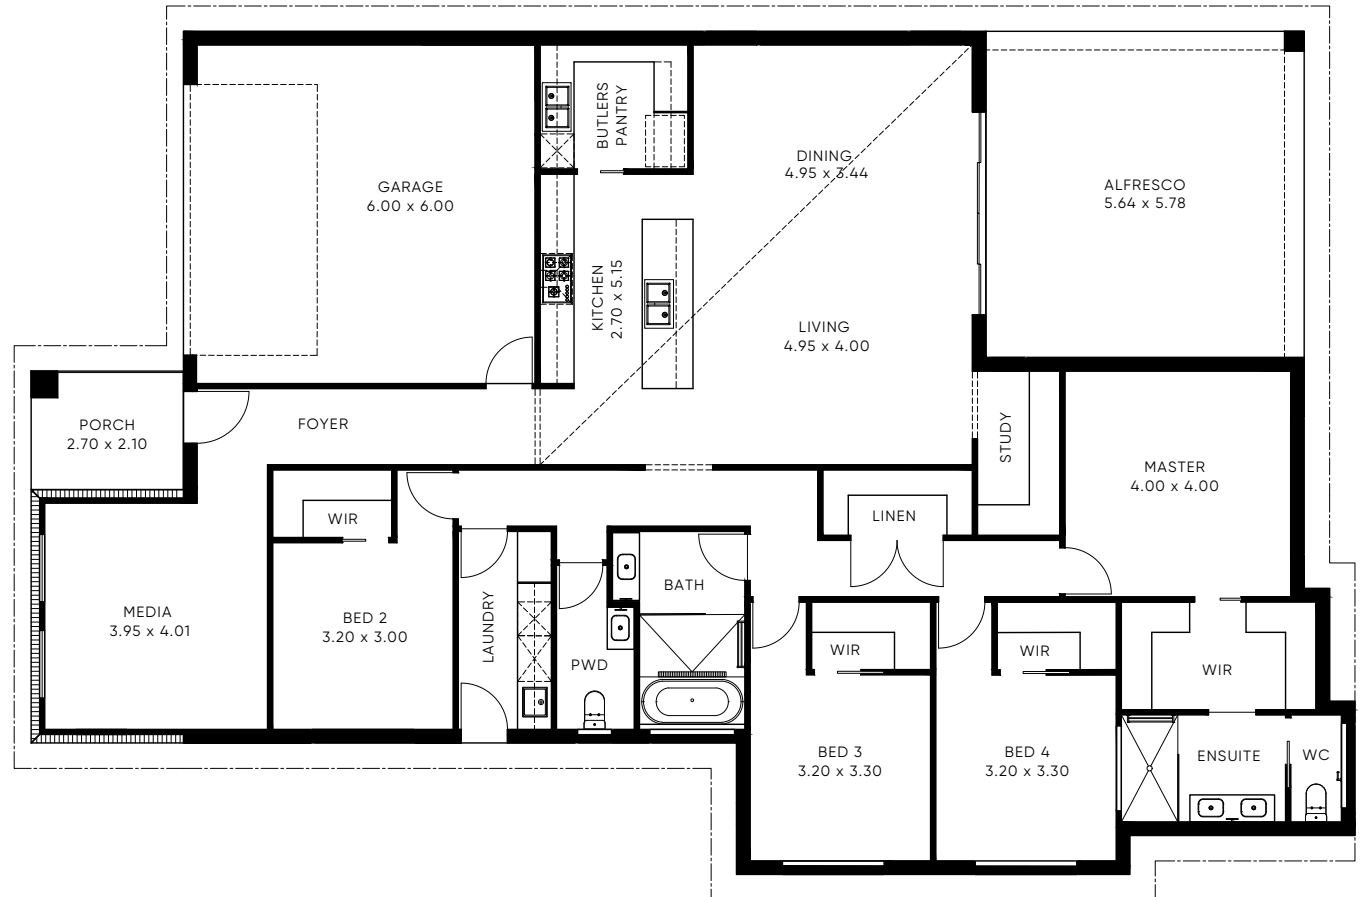 BUTLERS
PANTRY
DINING
4.95 x 3.44
GARAGE
6.00 x 6.00
ALFRESCO
5.64 x 5.78
KITCHEN
2.70 x 5.15
LIVING
4.95 x 4.00
PORCH
2.70 x 2.10
FOYER
STUDY
MASTER
4.00 x 4.00
WIR
LINEN
MEDIA
3.95 x 4.01
BED 2
3.20 x 3.00
LAUNDRY
PWD
BATH
WIR
WIR
WIR
BED 3
3.20 x 3.30
BED 4
3.20 x 3.30
ENSUITE
WC